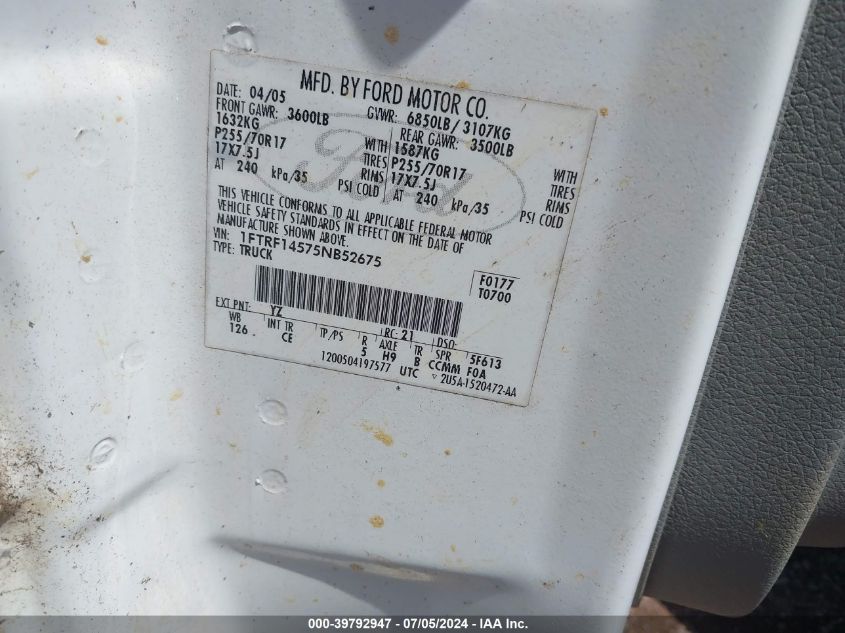 MFD. BY FORD MOTOR CO.
DATE: 04/05 GVWR: 6850LB/ 3107KG
FRONT GAWR: 3600LB REAR GAWR: 3500LB
1632KG WITH 1587KG WITH
P255/70R17 TIRES P255/70R17 TIRES
17X7.5J RIMS 17X7.5J RIMS
AT 240 kPa/35 PSI COLD AT 240 kPa/35 PSI COLD
Ford
THIS VEHICLE CONFORMS TO ALL APPLICABLE FEDERAL MOTOR
VEHICLE SAFETY STANDARDS IN EFFECT ON THE DATE OF
MANUFACTURE SHOWN ABOVE.
VIN: 1FTRF14575NB52675
TYPE: TRUCK
F0177
T0700
EXT PNT: YZ RC: 21 DSO:
WB INT TR TP/PS R AXLE TR SPR 5F613
126 CE 5 H9 B CCMM F0A
1200504197577 UTC ▽ 2U5A-1520472-AA
000-39792947 - 07/05/2024 - IAA Inc.